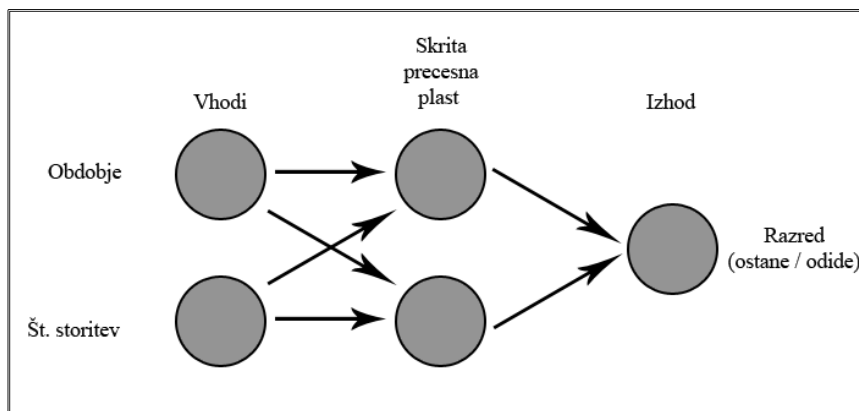 Vhodi
Skrita
precesna
plast
Izhod
Obdobje
Št. storitev
Razred
(ostane / odide)